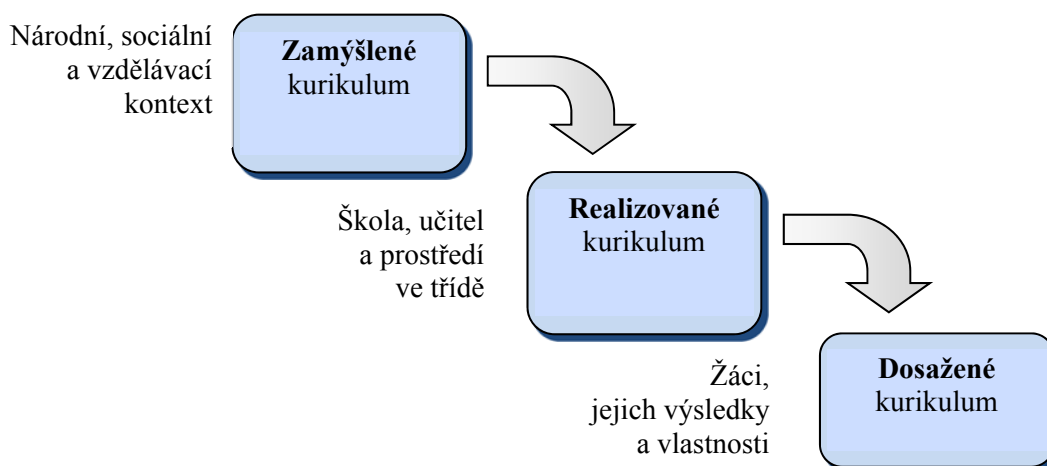 Národní, sociální
a vzdělávací
kontext
Zamýšlené
kurikulum
Škola, učitel
a prostředí
ve třídě
Realizované
kurikulum
Žáci,
jejich výsledky
a vlastnosti
Dosažené
kurikulum